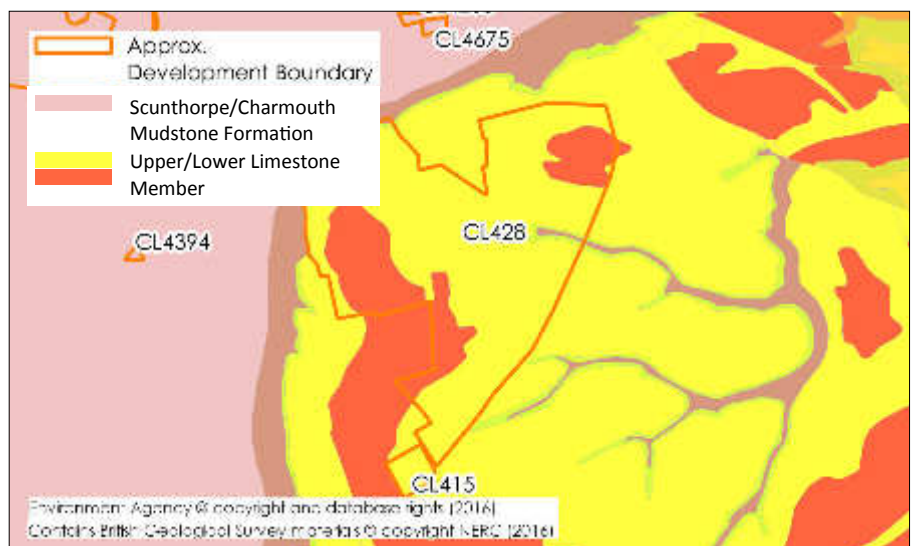 CL4675
Approx.
Development Boundary
Scunthorpe/Charmouth
Mudstone Formation
Upper/Lower Limestone
Member
CL428
CL4394
CL415
Environment Agency © copyright and database rights (2016)
Contains British Geological Survey materials © copyright NERC (2016)